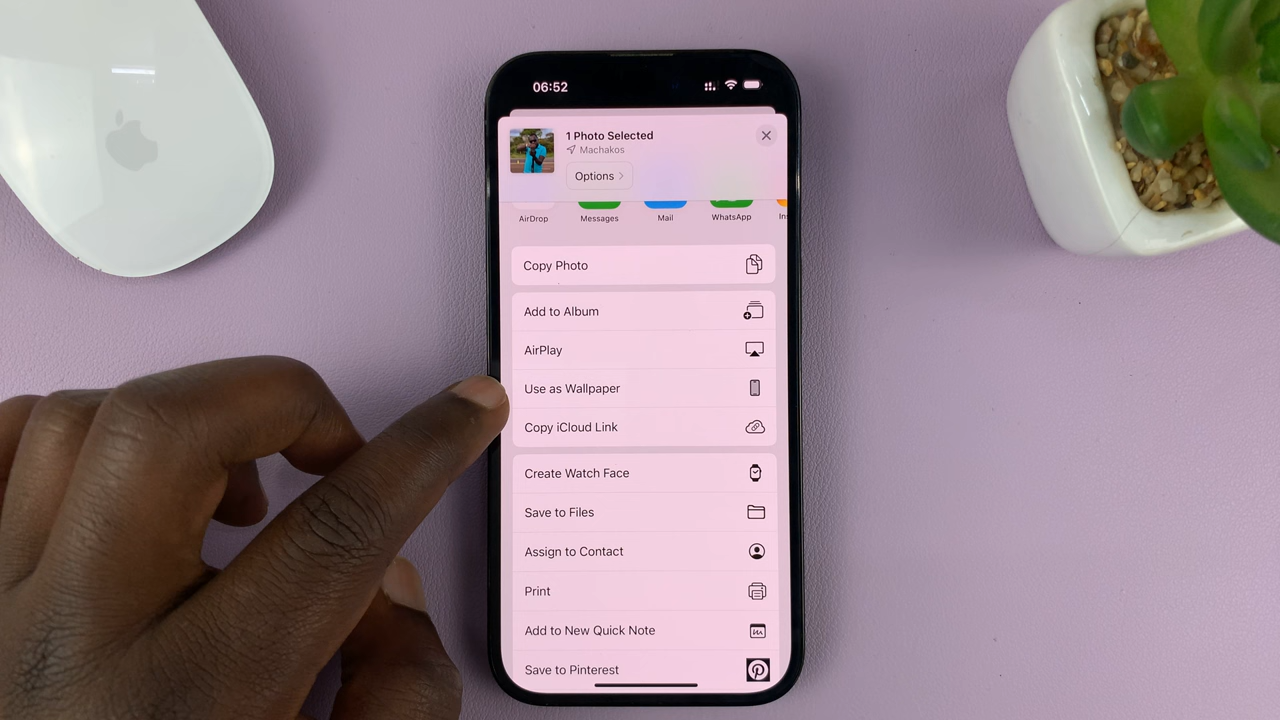 06:52
1 Photo Selected
Machakos
Options
AirDrop Messages Mail WhatsApp
Copy Photo
Add to Album
AirPlay
Use as Wallpaper
Copy iCloud Link
Create Watch Face
Save to Files
Assign to Contact
Print
Add to New Quick Note
Save to Pinterest